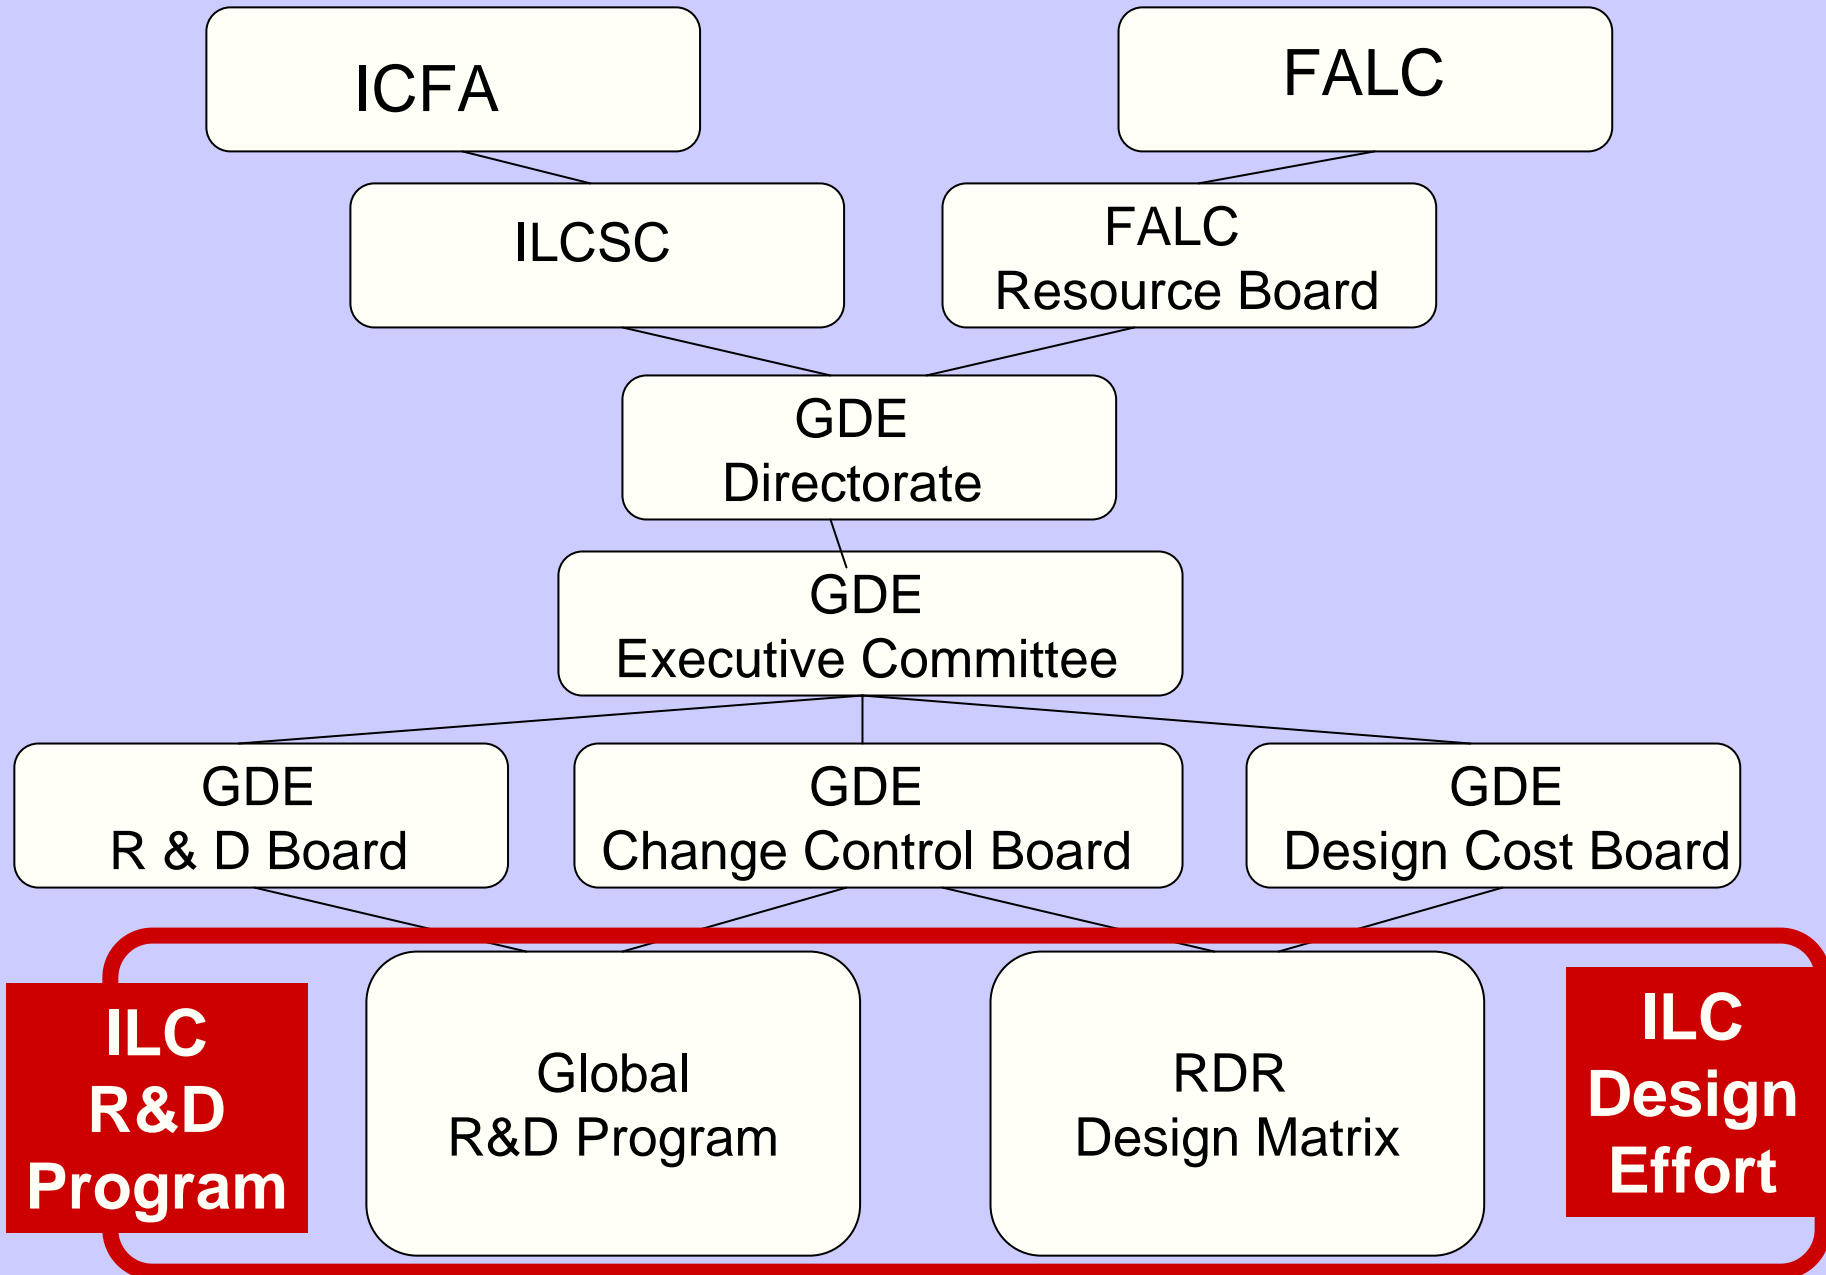 ICFA
FALC
ILCSC
FALC
Resource Board
GDE
Directorate
GDE
Executive Committee
GDE
R & D Board
GDE
Change Control Board
GDE
Design Cost Board
ILC
R&D
Program
Global
R&D Program
RDR
Design Matrix
ILC
Design
Effort